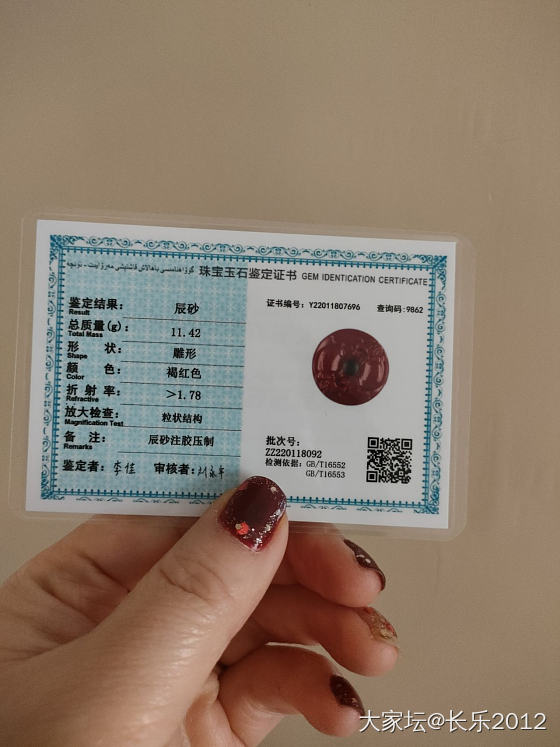 珠宝玉石鉴定证书 GEM IDENTICATION CERTIFICATE
鉴定结果: 辰砂
Result
总质量(g): 11.42
Total Mass
形 状: 雕形
Shape
颜 色: 褐红色
Color
折射率: >1.78
Refractive
放大检查: 粒状结构
Magnification Test
备 注: 辰砂注胶压制
Remarks
鉴定者: 李佳 审核者:
证书编号: Y22011807696 查询码:9862
批次号:
ZZ220118092
检测依据: GB/T16552
GB/T16553
大家坛@长乐2012